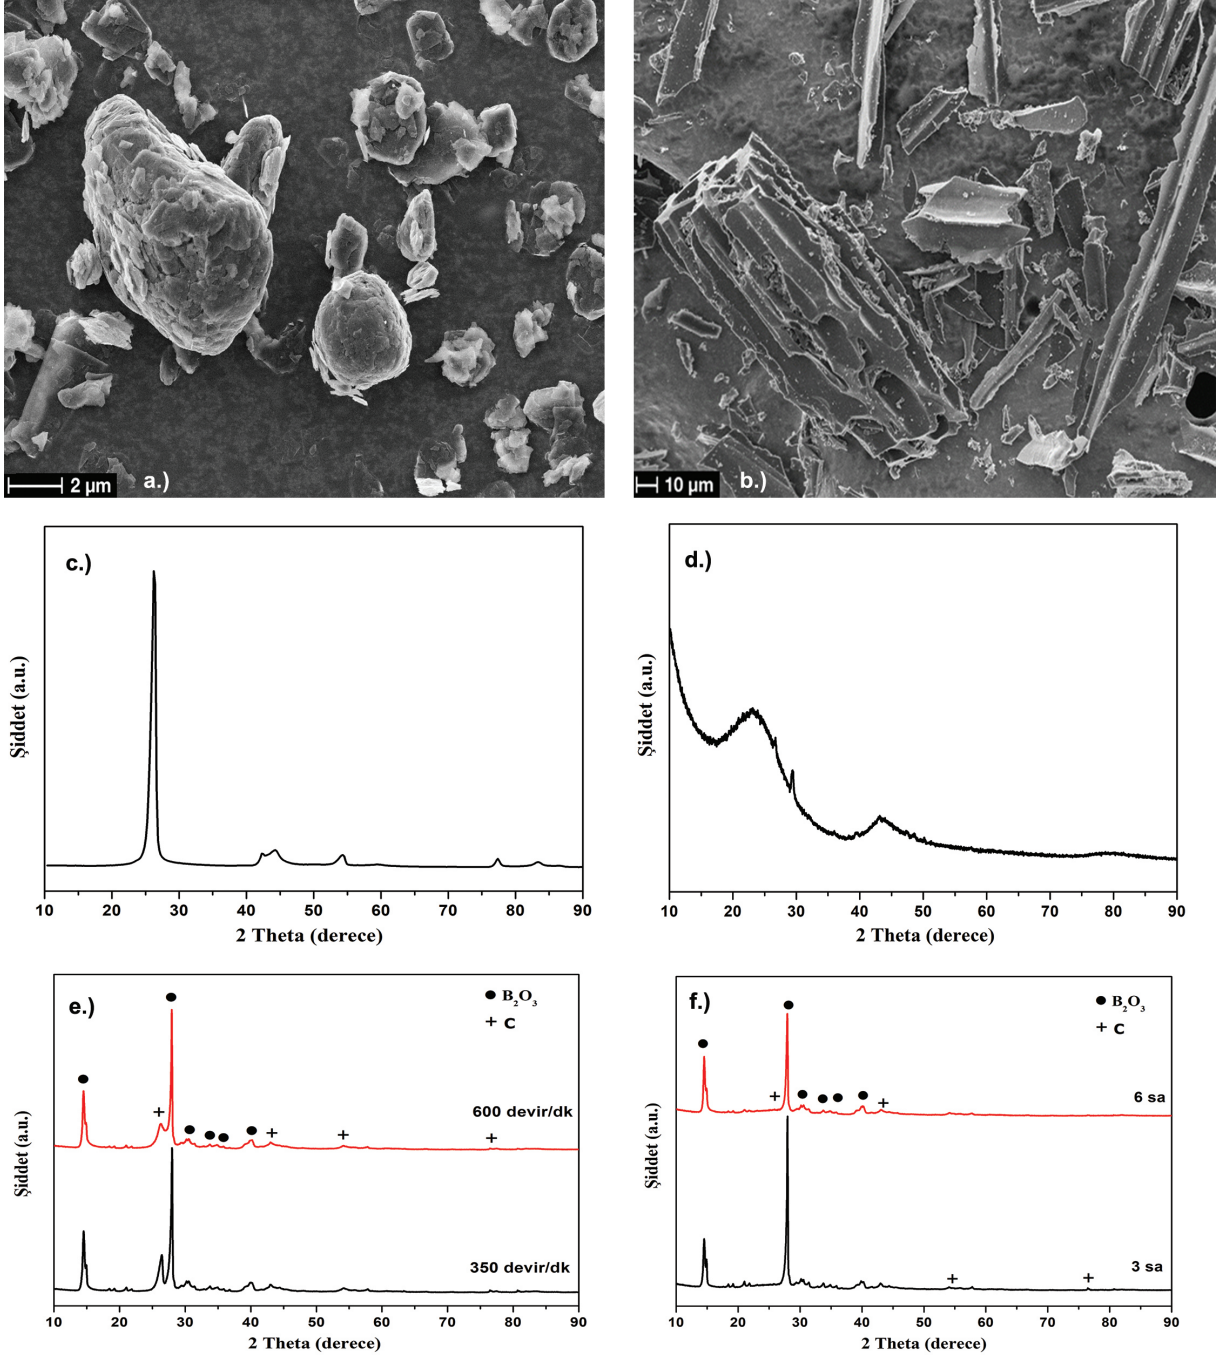 2 µm
a.)
10 µm
b.)
c.)
Şiddet (a.u.)
10 20 30 40 50 60 70 80 90
2 Theta (derece)
d.)
Şiddet (a.u.)
10 20 30 40 50 60 70 80 90
2 Theta (derece)
e.)
B₂O₃
+ C
600 devir/dk
350 devir/dk
Şiddet (a.u.)
10 20 30 40 50 60 70 80 90
2 Theta (derece)
f.)
B₂O₃
+ C
6 sa
3 sa
Şiddet (a.u.)
10 20 30 40 50 60 70 80 90
2 Theta (derece)